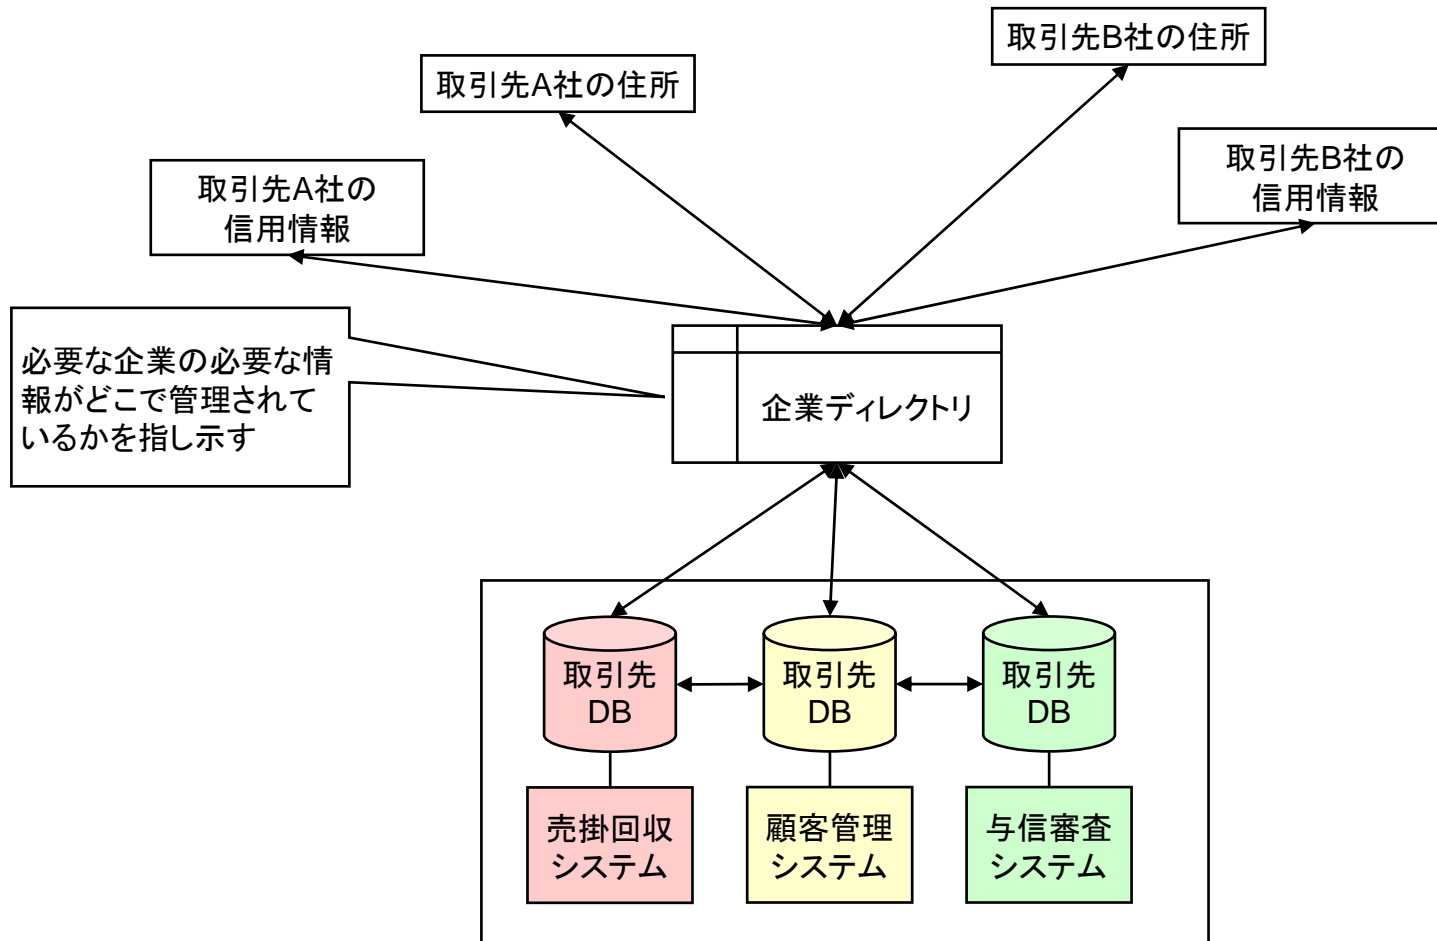 取引先B社の住所
取引先A社の住所
取引先B社の
信用情報
取引先A社の
信用情報
必要な企業の必要な情
報がどこで管理されて
いるかを指し示す
企業ディレクトリ
取引先
DB
取引先
DB
取引先
DB
売掛回収
システム
顧客管理
システム
与信審査
システム